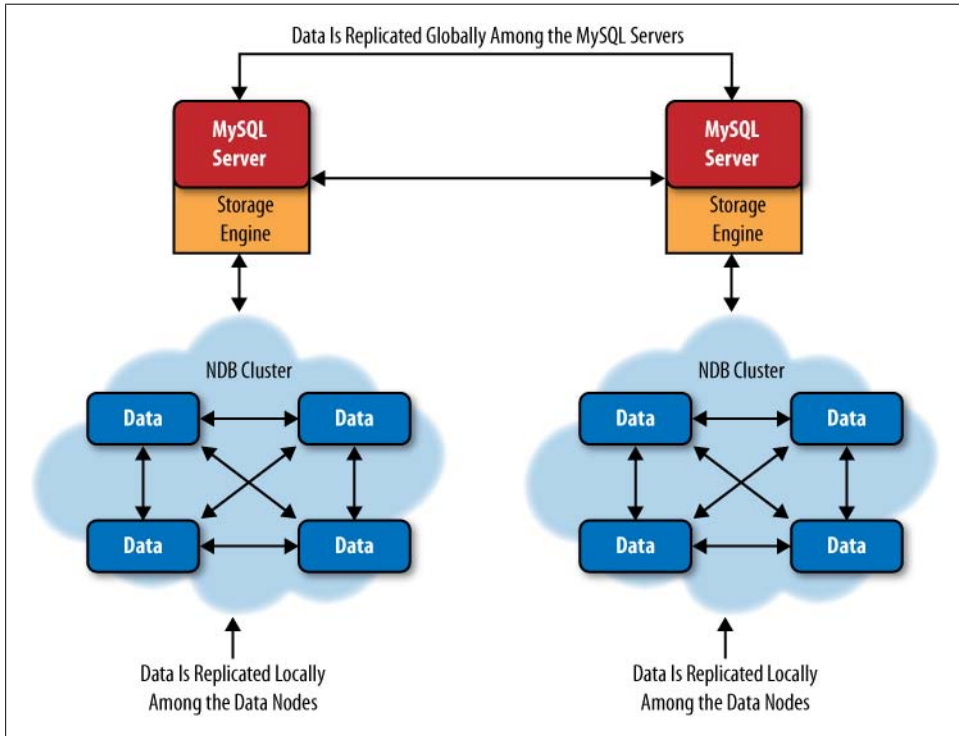 Data Is Replicated Globally Among the MySQL Servers
MySQL
Server
Storage
Engine
MySQL
Server
Storage
Engine
NDB Cluster
Data
Data
Data
Data
NDB Cluster
Data
Data
Data
Data
Data Is Replicated Locally
Among the Data Nodes
Data Is Replicated Locally
Among the Data Nodes